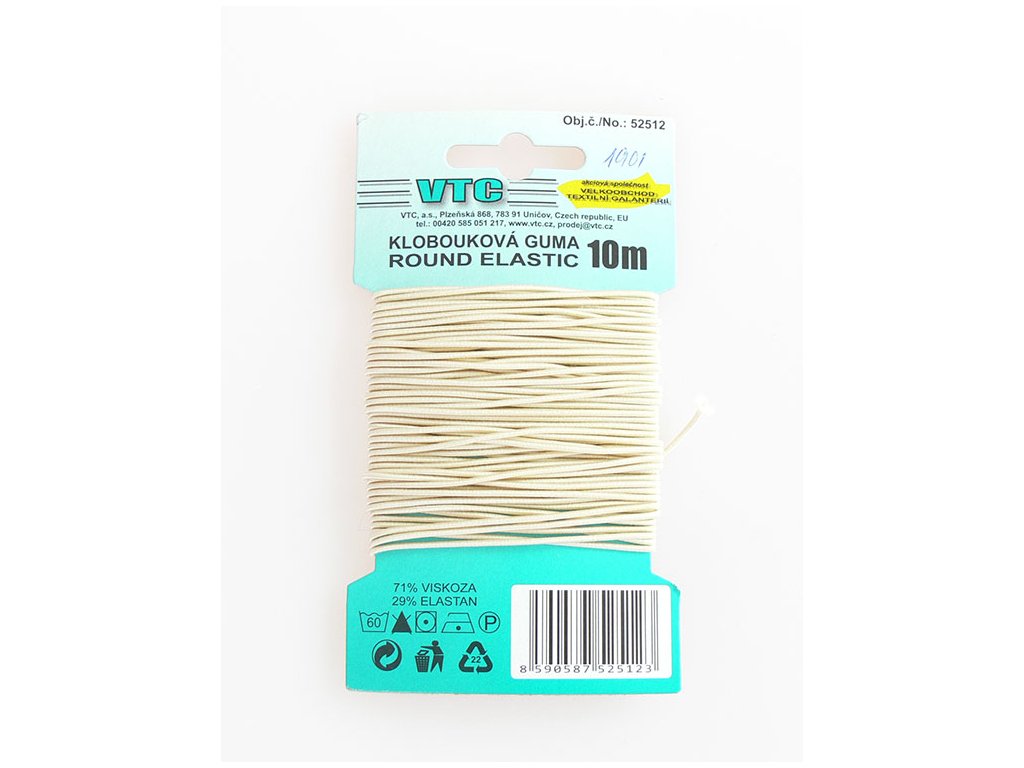 Obj.č./No.: 52512
1901
VTC
akciová společnost
VELKOOBCHOD
TEXTILNÍ GALANTERIÍ
VTC, a.s., Plzeňská 868, 783 91 Uničov, Czech republic, EU
tel.: 00420 585 051 217, www.vtc.cz, prodej@vtc.cz
KLOBOUKOVÁ GUMA
ROUND ELASTIC 10m
71% VISKOZA
29% ELASTAN
60 P
22
8 590587 525123